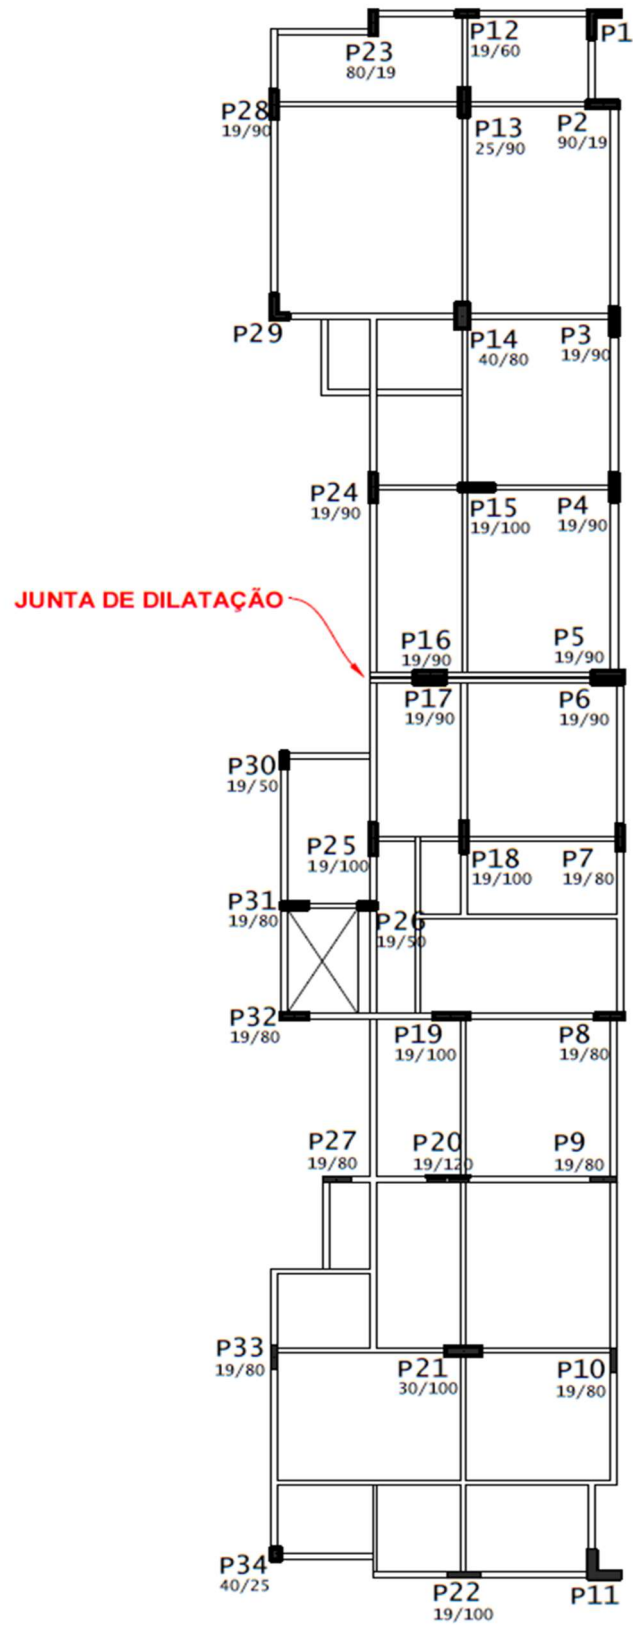 P12
19/60
P1
P23
80/19
P28
19/90
P13
25/90
P2
90/19
P29
P14
40/80
P3
19/90
P24
19/90
P15
19/100
P4
19/90
JUNTA DE DILATAÇÃO
P16
19/90
P5
19/90
P17
19/90
P6
19/90
P30
19/50
P25
19/100
P18
19/100
P7
19/80
P31
19/80
P26
19/50
P32
19/80
P19
19/100
P8
19/80
P27
19/80
P20
19/120
P9
19/80
P33
19/80
P21
30/100
P10
19/80
P34
40/25
P22
19/100
P11